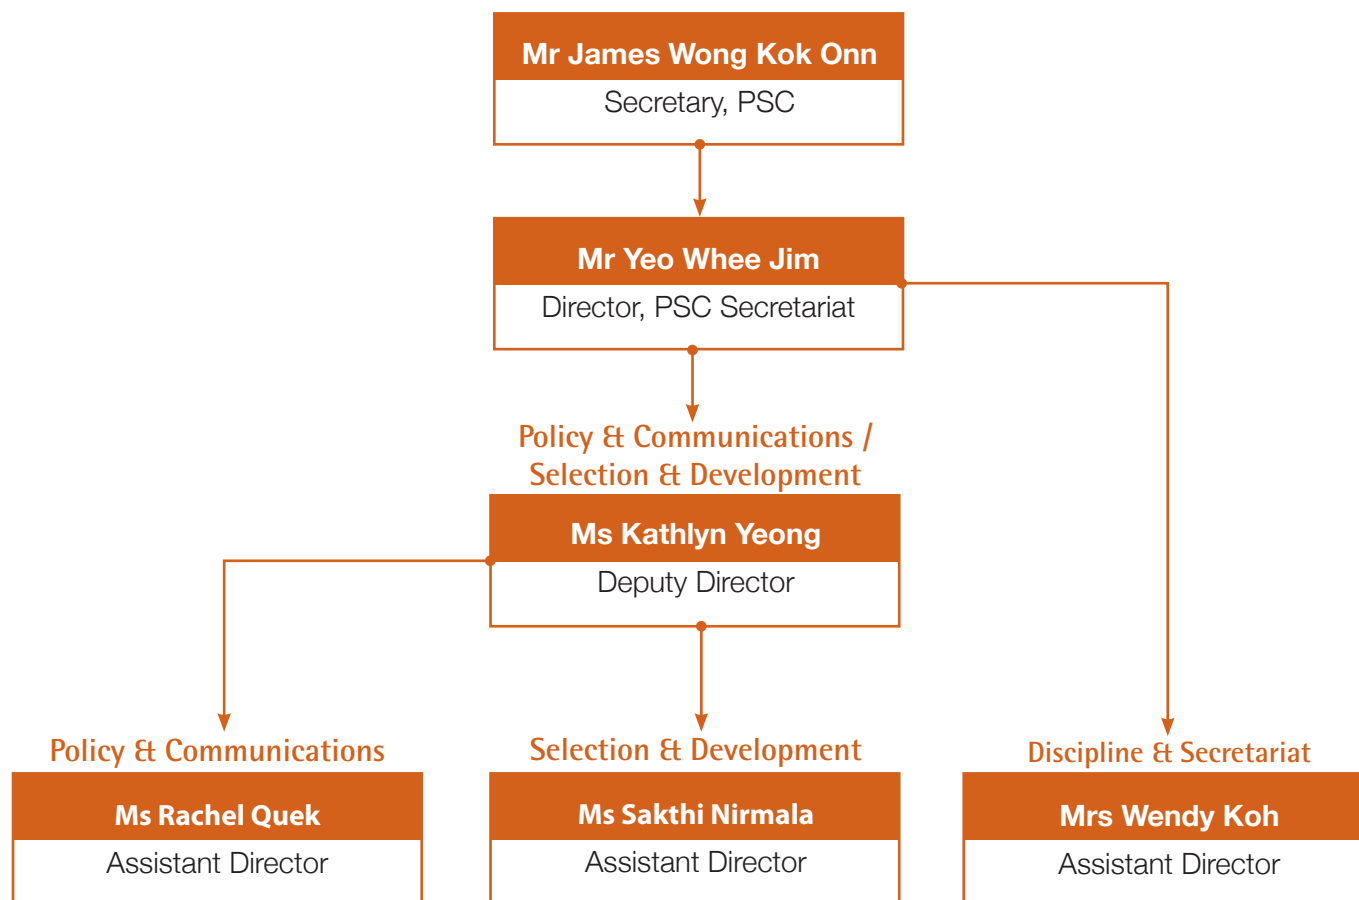 Mr James Wong Kok Onn
Secretary, PSC
Mr Yeo Whee Jim
Director, PSC Secretariat
Policy & Communications /
Selection & Development
Ms Kathlyn Yeong
Deputy Director
Policy & Communications
Ms Rachel Quek
Assistant Director
Selection & Development
Ms Sakthi Nirmala
Assistant Director
Discipline & Secretariat
Mrs Wendy Koh
Assistant Director